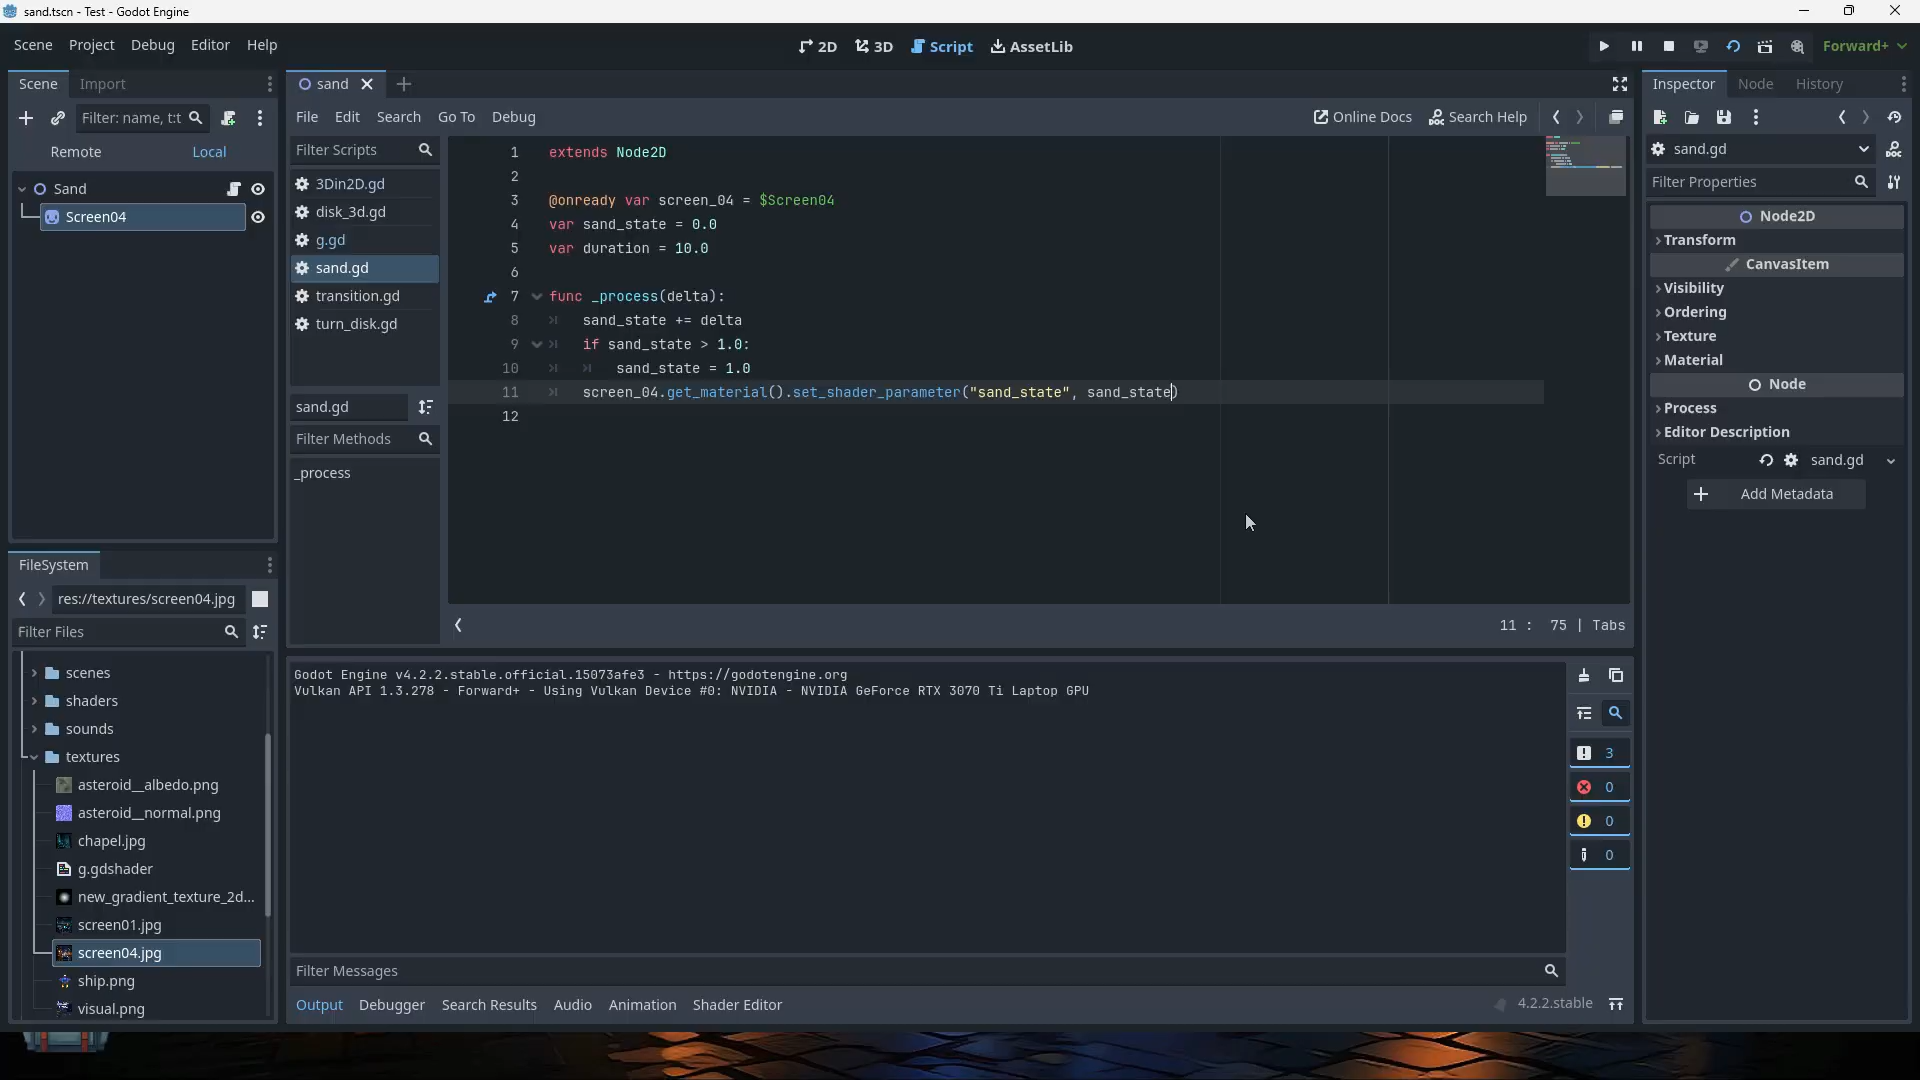 sand.tscn - Test - Godot Engine
Scene Project Debug Editor Help
2D 3D Script AssetLib
Forward+
Scene Import
Filter: name, t:t
Remote Local
Sand
Screen04
sand
File Edit Search Go To Debug
Online Docs Search Help
Filter Scripts
3Din2D.gd
disk_3d.gd
g.gd
sand.gd
transition.gd
turn_disk.gd
sand.gd
Filter Methods
_process
1 extends Node2D
2
3 @onready var screen_04 = $Screen04
4 var sand_state = 0.0
5 var duration = 10.0
6
7 func _process(delta):
8 sand_state += delta
9 if sand_state > 1.0:
10 sand_state = 1.0
11 screen_04.get_material().set_shader_parameter("sand_state", sand_state)
12
11 : 75 | Tabs
FileSystem
res://textures/screen04.jpg
Filter Files
scenes
shaders
sounds
textures
asteroid__albedo.png
asteroid__normal.png
chapel.jpg
g.gdshader
new_gradient_texture_2d...
screen01.jpg
screen04.jpg
ship.png
visual.png
Godot Engine v4.2.2.stable.official.15073afe3 - https://godotengine.org
Vulkan API 1.3.278 - Forward+ - Using Vulkan Device #0: NVIDIA - NVIDIA GeForce RTX 3070 Ti Laptop GPU
3
0
0
0
Filter Messages
Output Debugger Search Results Audio Animation Shader Editor
4.2.2.stable
Inspector Node History
sand.gd
Filter Properties
Node2D
Transform
CanvasItem
Visibility
Ordering
Texture
Material
Node
Process
Editor Description
Script sand.gd
Add Metadata